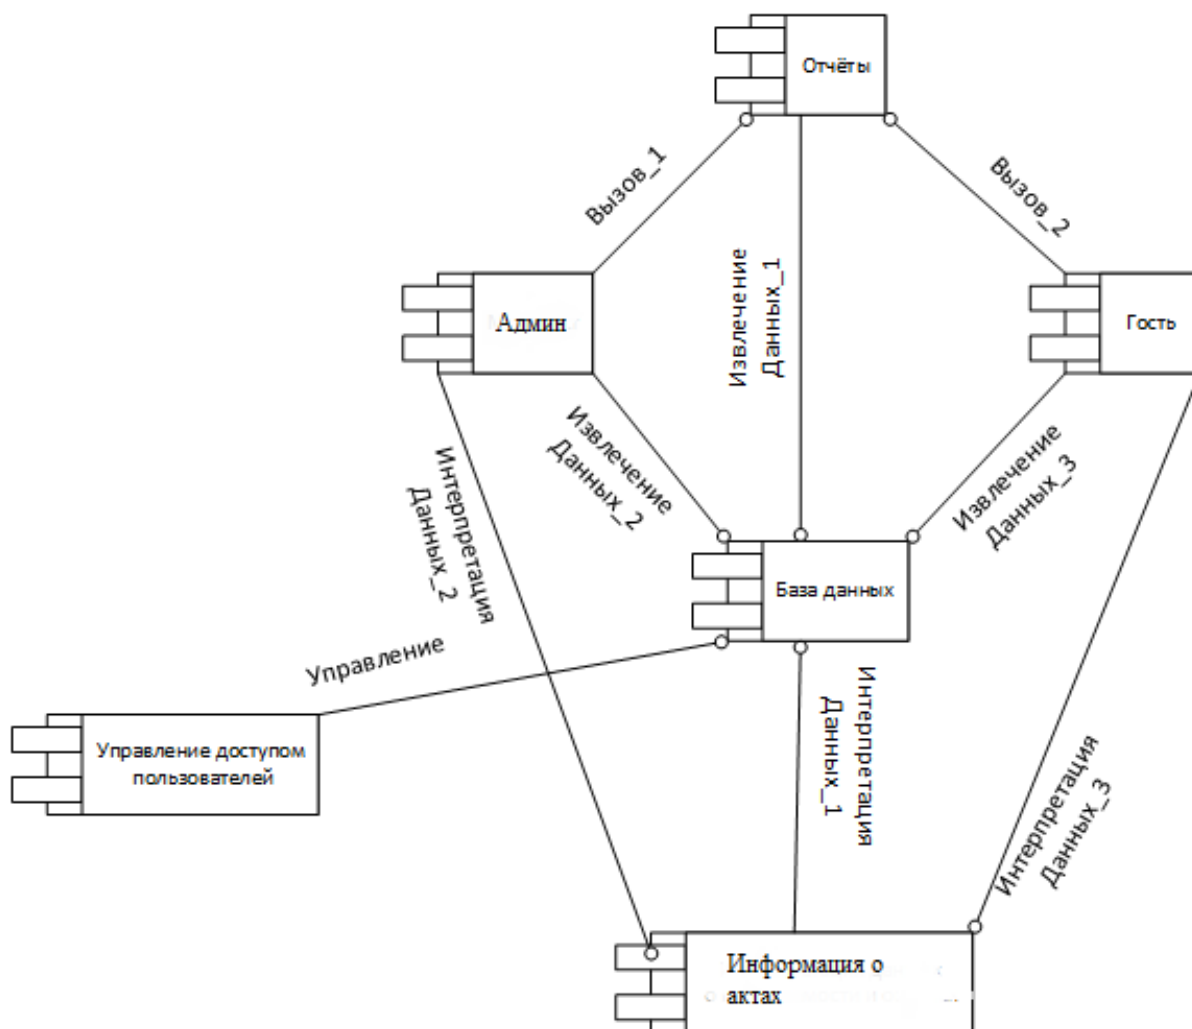 Отчёты
Вызов_1
Вызов_2
Извлечение
Данных_1
Админ
Гость
Извлечение
Данных_2
Извлечение
Данных_3
Интерпретация
Данных_2
База данных
Управление
Интерпретация
Данных_1
Управление доступом
пользователей
Интерпретация
Данных_3
Информация о
актах